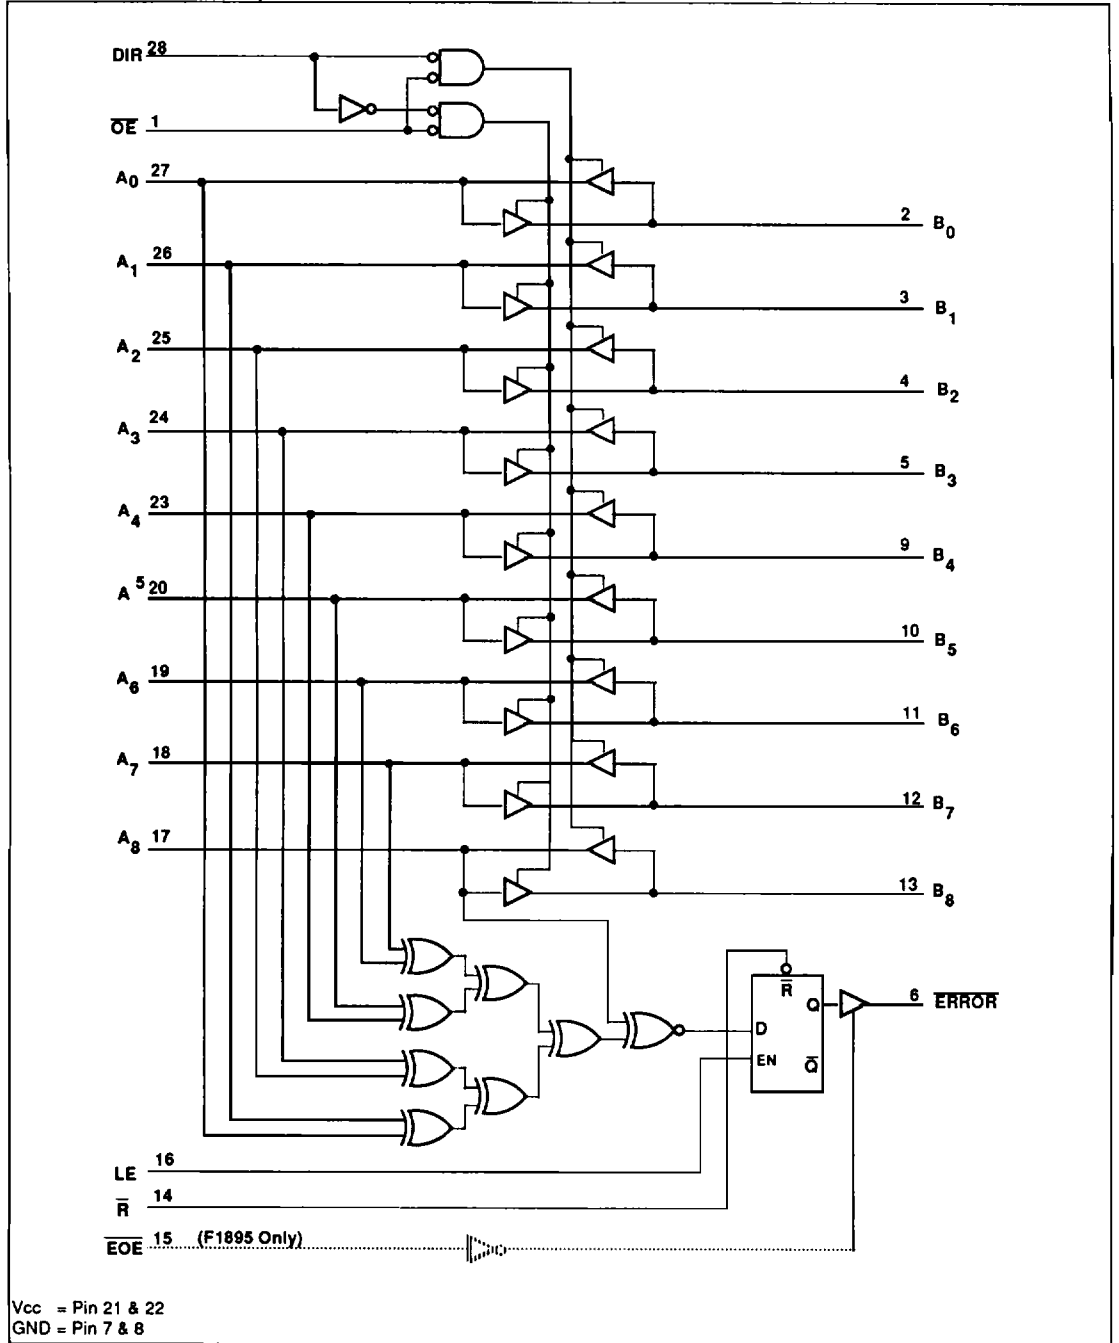 DIR 28
OE 1
A0 27
2 B0
A1 26
3 B1
A2 25
4 B2
A3 24
5 B3
A4 23
9 B4
A5 20
10 B5
A6 19
11 B6
A7 18
12 B7
A8 17
13 B8
R
Q
6 ERROR
D
EN
Q
LE 16
R 14
EOE 15 (F1895 Only)
Vcc = Pin 21 & 22
GND = Pin 7 & 8